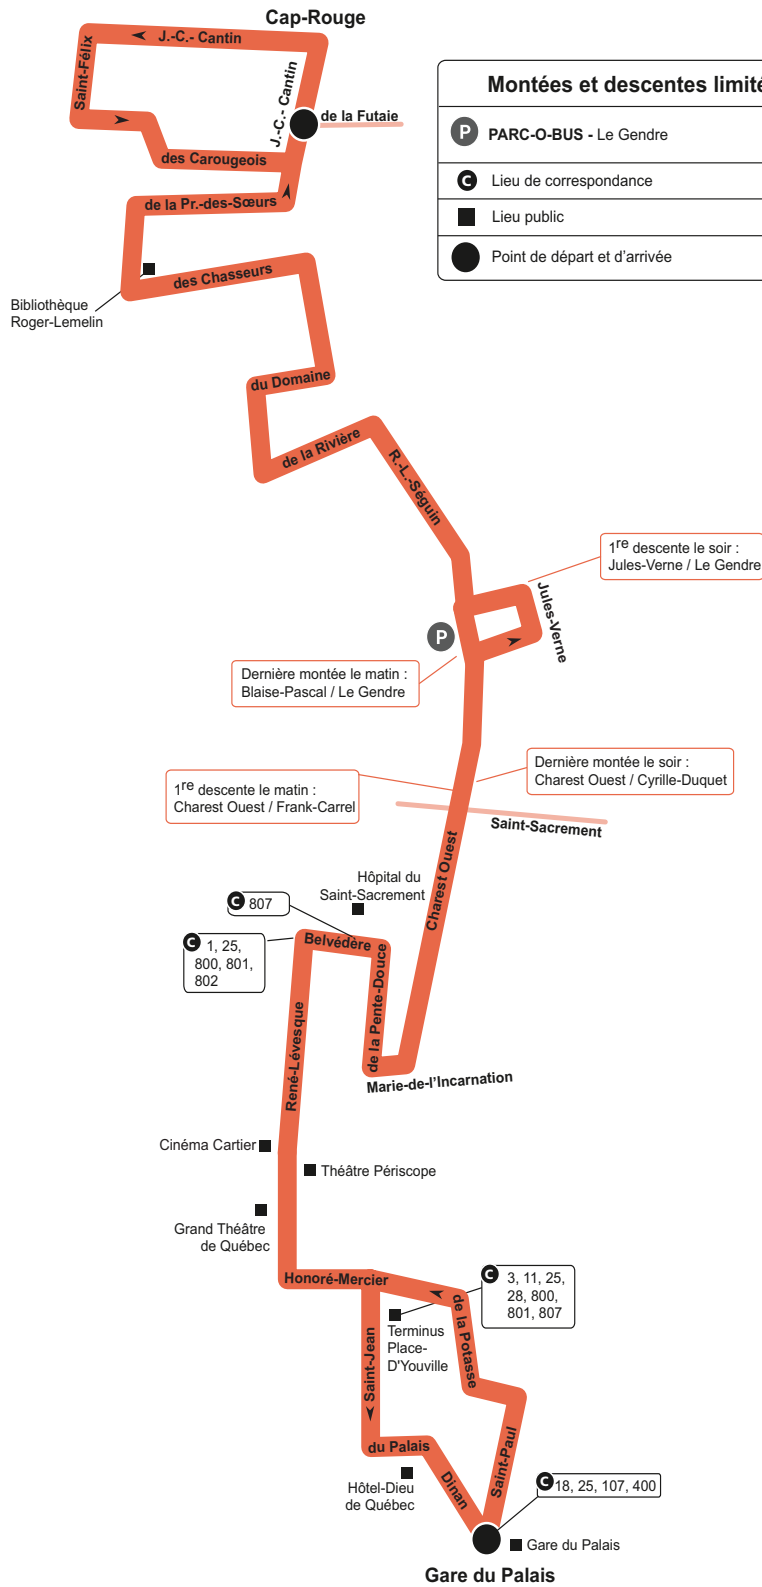 Cap-Rouge
J.-C.- Cantin
Saint-Félix
J.-C.- Cantin
de la Futaie
des Carougeois
de la Pr.-des-Sœurs
des Chasseurs
Bibliothèque
Roger-Lemelin
Montées et descentes limité
P PARC-O-BUS - Le Gendre
C Lieu de correspondance
Lieu public
Point de départ et d'arrivée
du Domaine
de la Rivière
R.-L.-Séguin
1re descente le soir :
Jules-Verne / Le Gendre
Jules-Verne
P
Dernière montée le matin :
Blaise-Pascal / Le Gendre
Dernière montée le soir :
Charest Ouest / Cyrille-Duquet
1re descente le matin :
Charest Ouest / Frank-Carrel
Saint-Sacrement
Charest Ouest
Hôpital du
Saint-Sacrement
C 807
C 1, 25,
800, 801,
802
Belvédère
de la Pente-Douce
René-Lévesque
Marie-de-l'Incarnation
Cinéma Cartier
Théâtre Périscope
Grand Théâtre
de Québec
Honoré-Mercier
C 3, 11, 25,
28, 800,
801, 807
de la Potasse
Terminus
Place-
D'Youville
Saint-Jean
du Palais
Dinan
Saint-Paul
Hôtel-Dieu
de Québec
C 18, 25, 107, 400
Gare du Palais
Gare du Palais